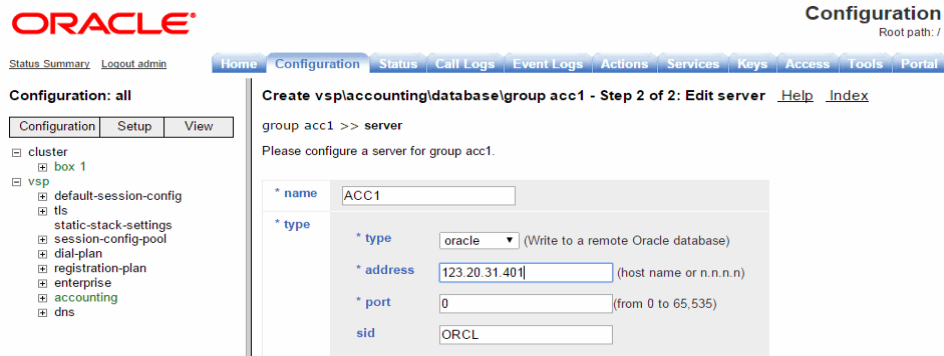 ORACLE®
Configuration
Root path: /
Status Summary Logout admin
Home Configuration Status Call Logs Event Logs Actions Services Keys Access Tools Portal
Configuration: all
Configuration Setup View
cluster
box 1
vsp
default-session-config
tls
static-stack-settings
session-config-pool
dial-plan
registration-plan
enterprise
accounting
dns
Create vsp\accounting\database\group acc1 - Step 2 of 2: Edit server Help Index
group acc1 >> server
Please configure a server for group acc1.
* name ACC1
* type
* type oracle (Write to a remote Oracle database)
* address 123.20.31.401 (host name or n.n.n.n)
* port 0 (from 0 to 65,535)
sid ORCL